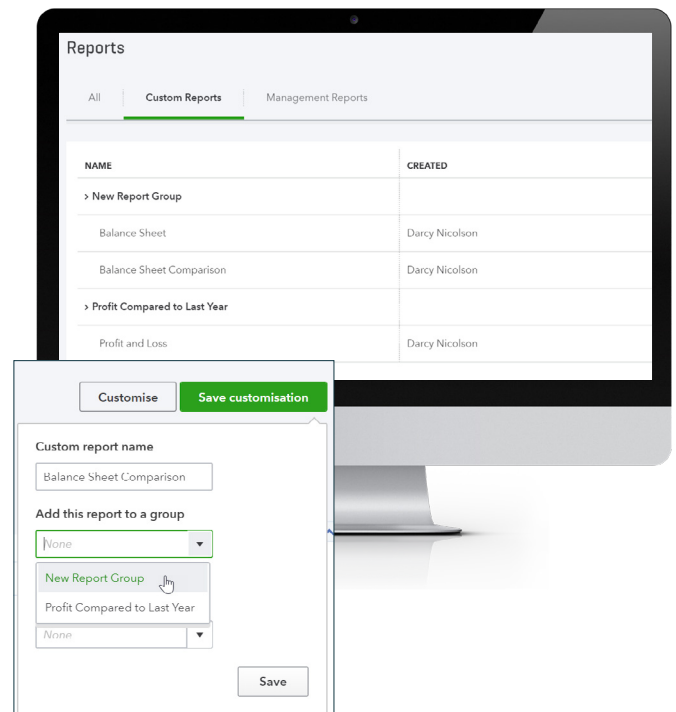 Reports
All Custom Reports Management Reports
NAME CREATED
> New Report Group
Balance Sheet Darcy Nicolson
Balance Sheet Comparison Darcy Nicolson
> Profit Compared to Last Year
Profit and Loss Darcy Nicolson
Customise Save customisation
Custom report name
Balance Sheet Comparison
Add this report to a group
None
New Report Group
Profit Compared to Last Year
None
Save